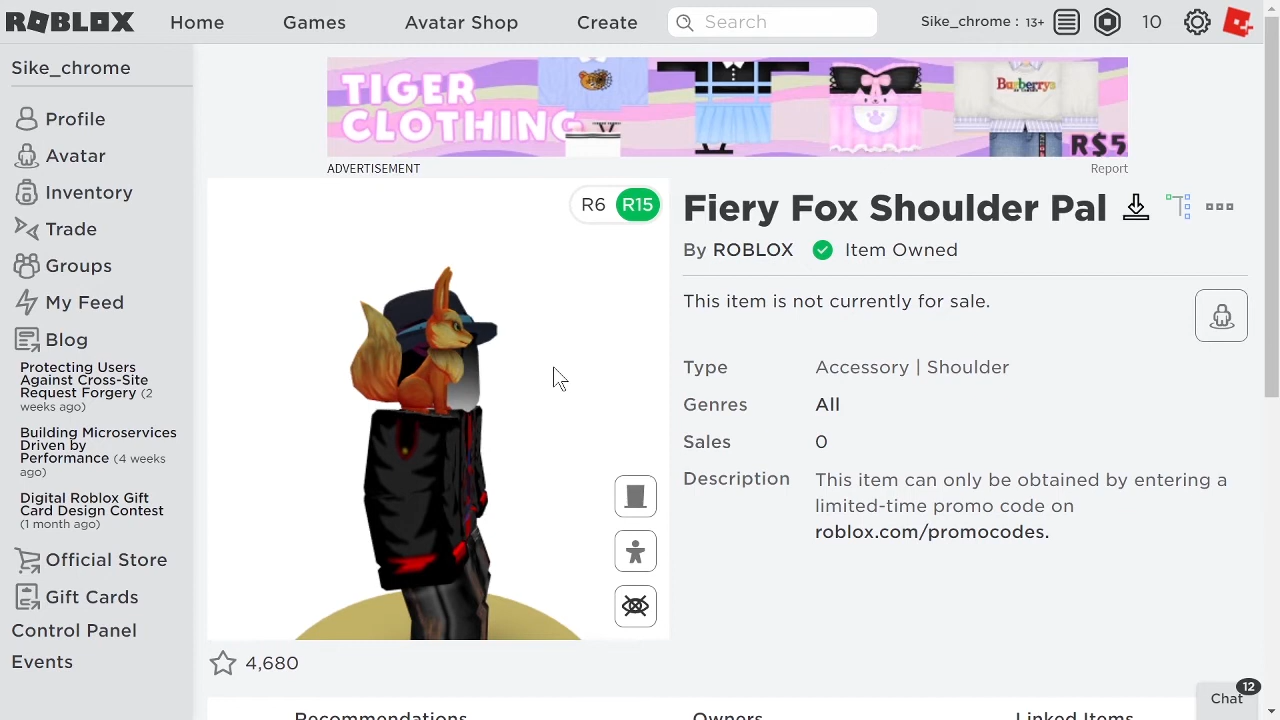 ROBLOX
Home
Games
Avatar Shop
Create
Search
Sike_chrome : 13+
10
Sike_chrome
Profile
Avatar
Inventory
Trade
Groups
My Feed
Blog
Protecting Users
Against Cross-Site
Request Forgery (2
weeks ago)
Building Microservices
Driven by
Performance (4 weeks
ago)
Digital Roblox Gift
Card Design Contest
(1 month ago)
Official Store
Gift Cards
Control Panel
Events
TIGER
CLOTHING
Burberrys
R$5
ADVERTISEMENT
Report
R6
R15
Fiery Fox Shoulder Pal
By ROBLOX
Item Owned
This item is not currently for sale.
Type
Accessory | Shoulder
Genres
All
Sales
0
Description
This item can only be obtained by entering a
limited-time promo code on
roblox.com/promocodes.
4,680
Recommendations
Owners
Linked Items
Chat
12